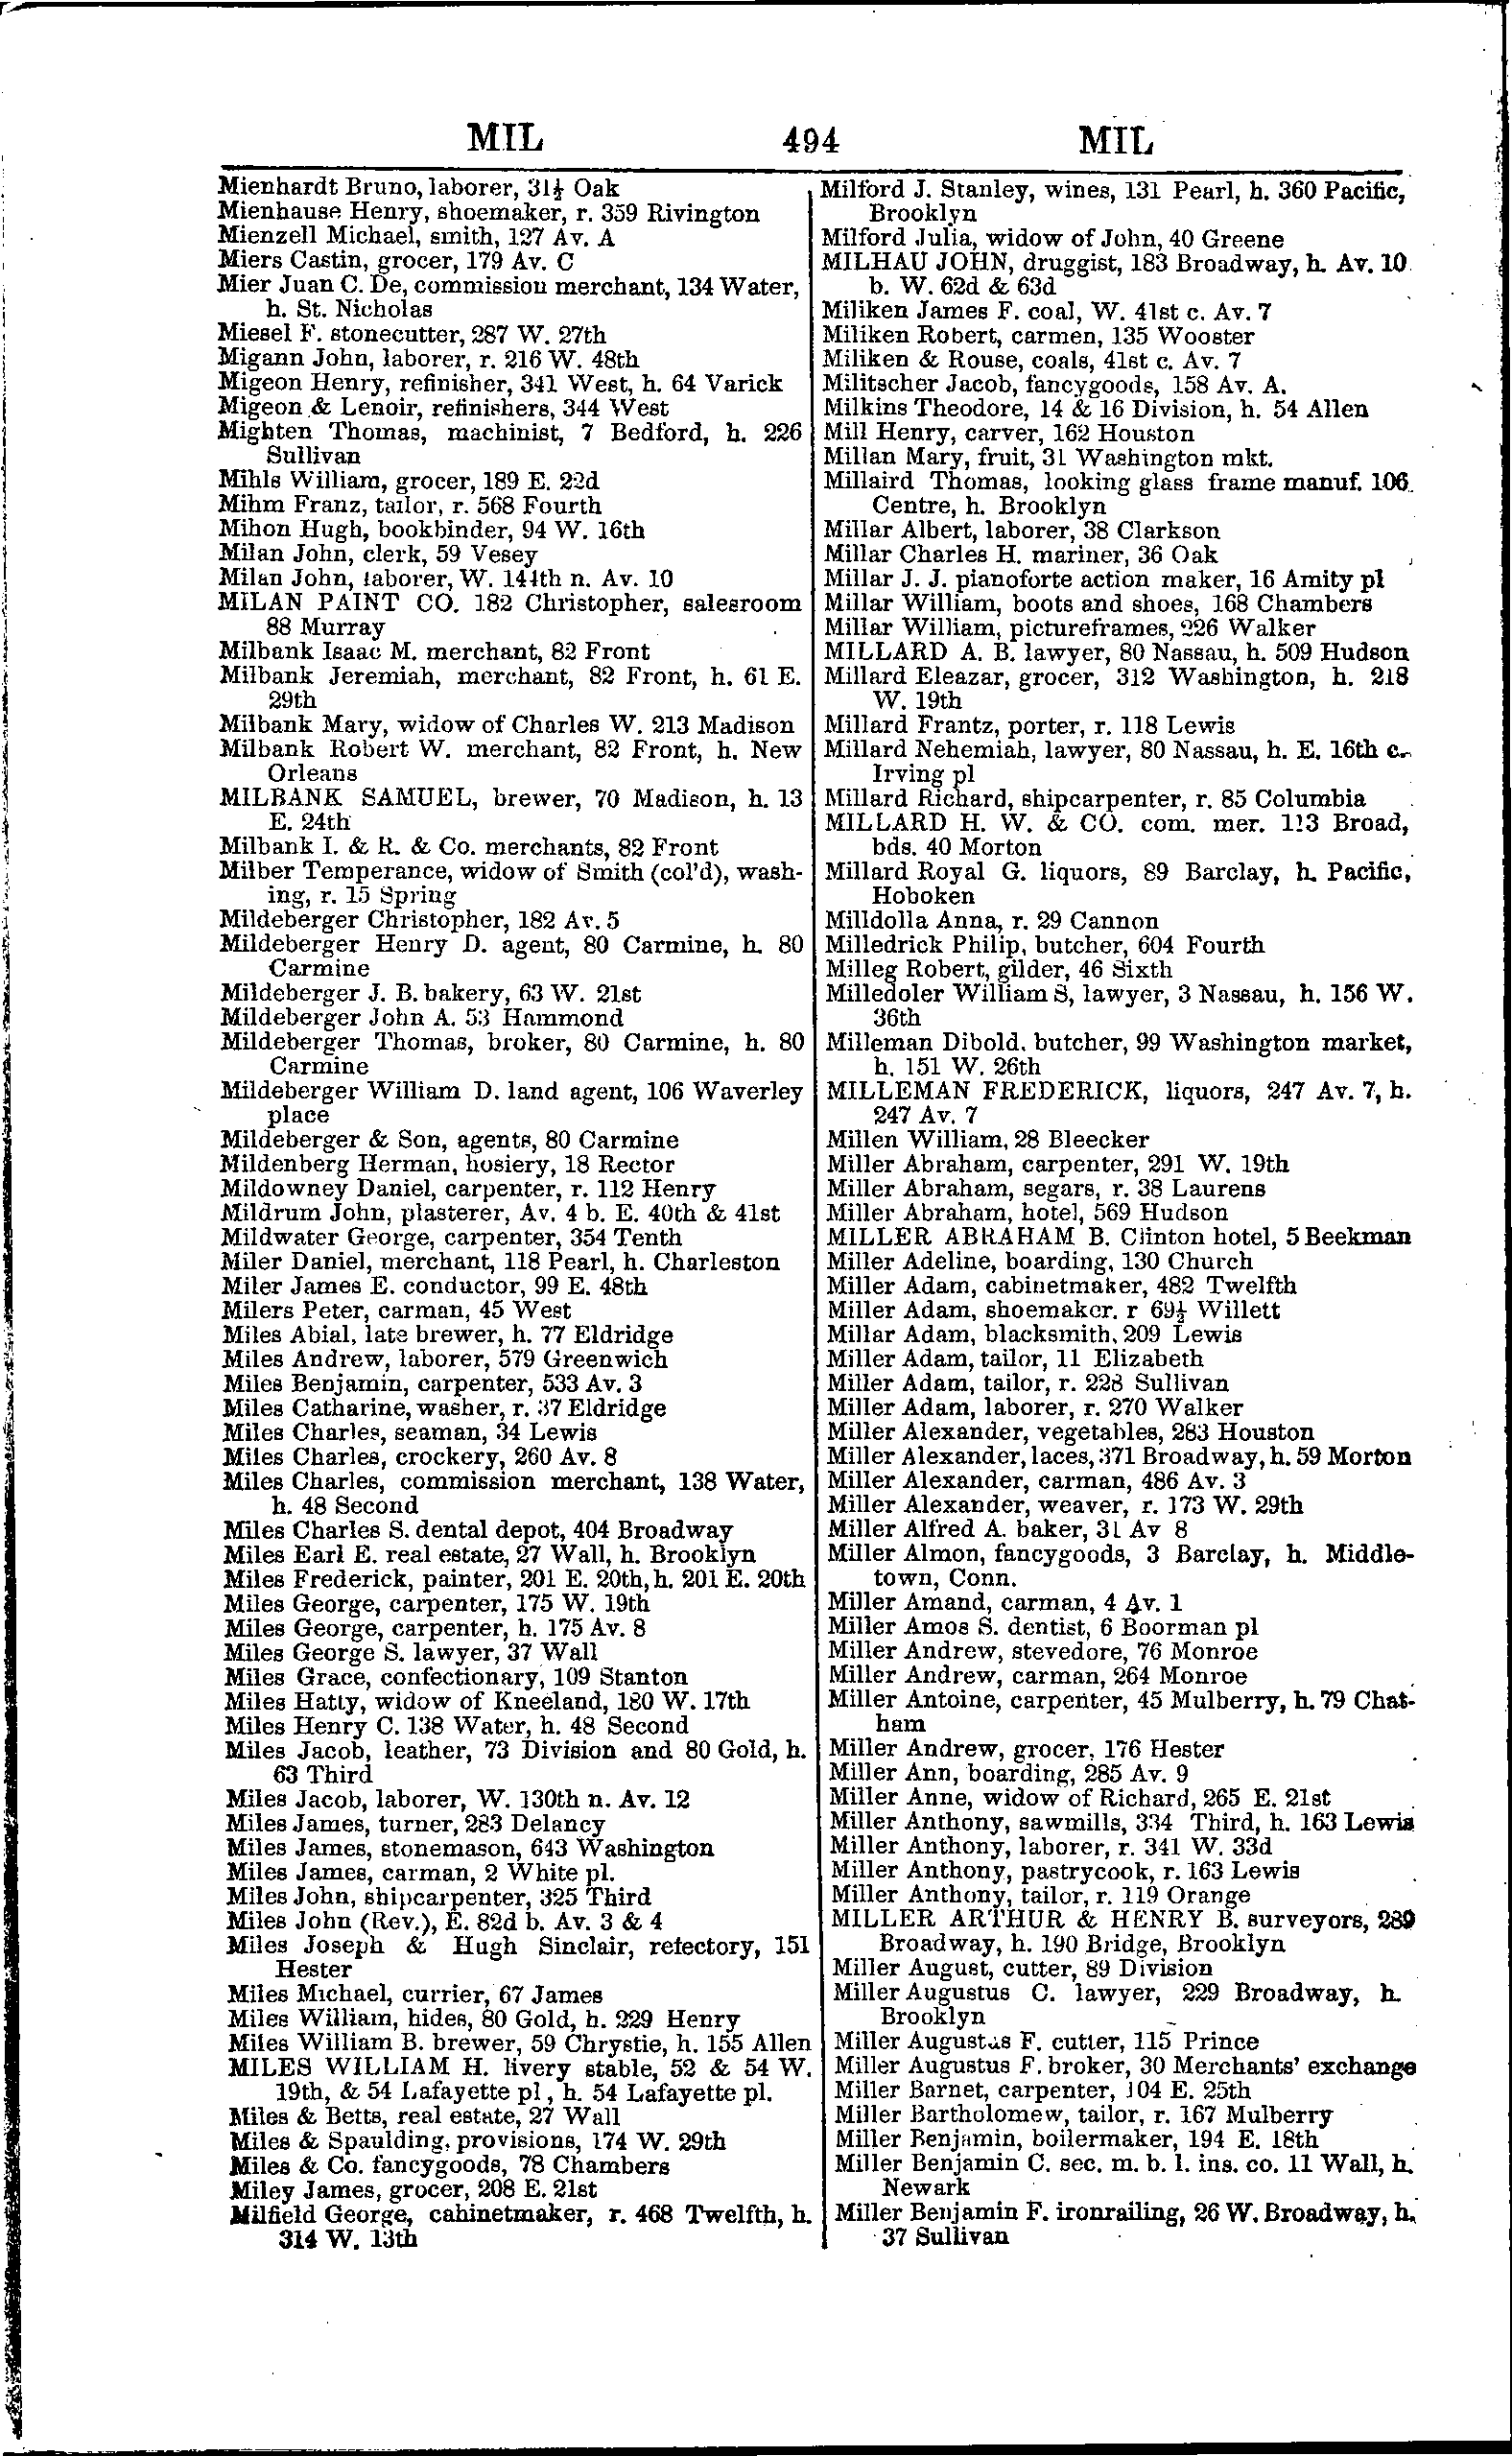 MIL 494 MIL
Mienhardt Bruno, laborer, 31½ Oak
Mienhause Henry, shoemaker, r. 359 Rivington
Mienzell Michael, smith, 127 Av. A
Miers Castin, grocer, 179 Av. C
Mier Juan C. De, commission merchant, 134 Water,
h. St. Nicholas
Miesel F. stonecutter, 287 W. 27th
Migann John, laborer, r. 216 W. 48th
Migeon Henry, refinisher, 341 West, h. 64 Varick
Migeon & Lenoir, refinishers, 344 West
Mighten Thomas, machinist, 7 Bedford, h. 226
Sullivan
Mihls William, grocer, 189 E. 22d
Mihm Franz, tailor, r. 568 Fourth
Mihon Hugh, bookbinder, 94 W. 16th
Milan John, clerk, 59 Vesey
Milan John, laborer, W. 144th n. Av. 10
MILAN PAINT CO. 182 Christopher, salesroom
88 Murray
Milbank Isaac M. merchant, 82 Front
Milbank Jeremiah, merchant, 82 Front, h. 61 E.
29th
Milbank Mary, widow of Charles W. 213 Madison
Milbank Robert W. merchant, 82 Front, h. New
Orleans
MILBANK SAMUEL, brewer, 70 Madison, h. 13
E. 24th
Milbank I. & R. & Co. merchants, 82 Front
Milber Temperance, widow of Smith (col'd), wash-
ing, r. 15 Spring
Mildeberger Christopher, 182 Av. 5
Mildeberger Henry D. agent, 80 Carmine, h. 80
Carmine
Mildeberger J. B. bakery, 63 W. 21st
Mildeberger John A. 53 Hammond
Mildeberger Thomas, broker, 80 Carmine, h. 80
Carmine
Mildeberger William D. land agent, 106 Waverley
place
Mildeberger & Son, agents, 80 Carmine
Mildenberg Herman, hosiery, 18 Rector
Mildowney Daniel, carpenter, r. 112 Henry
Mildrum John, plasterer, Av. 4 b. E. 40th & 41st
Mildwater George, carpenter, 354 Tenth
Miler Daniel, merchant, 118 Pearl, h. Charleston
Miler James E. conductor, 99 E. 48th
Milers Peter, carman, 45 West
Miles Abial, late brewer, h. 77 Eldridge
Miles Andrew, laborer, 579 Greenwich
Miles Benjamin, carpenter, 533 Av. 3
Miles Catharine, washer, r. 37 Eldridge
Miles Charles, seaman, 34 Lewis
Miles Charles, crockery, 260 Av. 8
Miles Charles, commission merchant, 138 Water,
h. 48 Second
Miles Charles S. dental depot, 404 Broadway
Miles Earl E. real estate, 27 Wall, h. Brooklyn
Miles Frederick, painter, 201 E. 20th, h. 201 E. 20th
Miles George, carpenter, 175 W. 19th
Miles George, carpenter, h. 175 Av. 8
Miles George S. lawyer, 37 Wall
Miles Grace, confectionary, 109 Stanton
Miles Hatty, widow of Kneeland, 180 W. 17th
Miles Henry C. 138 Water, h. 48 Second
Miles Jacob, leather, 73 Division and 80 Gold, h.
63 Third
Miles Jacob, laborer, W. 130th n. Av. 12
Miles James, turner, 283 Delancy
Miles James, stonemason, 643 Washington
Miles James, carman, 2 White pl.
Miles John, shipcarpenter, 325 Third
Miles John (Rev.), E. 82d b. Av. 3 & 4
Miles Joseph & Hugh Sinclair, refectory, 151
Hester
Miles Michael, currier, 67 James
Miles William, hides, 80 Gold, h. 229 Henry
Miles William B. brewer, 59 Chrystie, h. 155 Allen
MILES WILLIAM H. livery stable, 52 & 54 W.
19th, & 54 Lafayette pl, h. 54 Lafayette pl.
Miles & Betts, real estate, 27 Wall
Miles & Spaulding, provisions, 174 W. 29th
Miles & Co. fancygoods, 78 Chambers
Miley James, grocer, 208 E. 21st
Milfield George, cabinetmaker, r. 468 Twelfth, h.
314 W. 13th
Milford J. Stanley, wines, 131 Pearl, h. 360 Pacific,
Brooklyn
Milford Julia, widow of John, 40 Greene
MILHAU JOHN, druggist, 183 Broadway, h. Av. 10
b. W. 62d & 63d
Miliken James F. coal, W. 41st c. Av. 7
Miliken Robert, carmen, 135 Wooster
Miliken & Rouse, coals, 41st c. Av. 7
Militscher Jacob, fancygoods, 158 Av. A.
Milkins Theodore, 14 & 16 Division, h. 54 Allen
Mill Henry, carver, 162 Houston
Millan Mary, fruit, 31 Washington mkt.
Millaird Thomas, looking glass frame manuf. 106
Centre, h. Brooklyn
Millar Albert, laborer, 38 Clarkson
Millar Charles H. mariner, 36 Oak
Millar J. J. pianoforte action maker, 16 Amity pl
Millar William, boots and shoes, 168 Chambers
Millar William, pictureframes, 226 Walker
MILLARD A. B. lawyer, 80 Nassau, h. 509 Hudson
Millard Eleazar, grocer, 312 Washington, h. 218
W. 19th
Millard Frantz, porter, r. 118 Lewis
Millard Nehemiah, lawyer, 80 Nassau, h. E. 16th c.
Irving pl
Millard Richard, shipcarpenter, r. 85 Columbia
MILLARD H. W. & CO. com. mer. 113 Broad,
bds. 40 Morton
Millard Royal G. liquors, 89 Barclay, h. Pacific,
Hoboken
Milldolla Anna, r. 29 Cannon
Milledrick Philip, butcher, 604 Fourth
Milleg Robert, gilder, 46 Sixth
Milledoler William S, lawyer, 3 Nassau, h. 156 W.
36th
Milleman Dibold. butcher, 99 Washington market,
h. 151 W. 26th
MILLEMAN FREDERICK, liquors, 247 Av. 7, h.
247 Av. 7
Millen William, 28 Bleecker
Miller Abraham, carpenter, 291 W. 19th
Miller Abraham, segars, r. 38 Laurens
Miller Abraham, hotel, 569 Hudson
MILLER ABRAHAM B. Clinton hotel, 5 Beekman
Miller Adeline, boarding, 130 Church
Miller Adam, cabinetmaker, 482 Twelfth
Miller Adam, shoemaker. r 69½ Willett
Millar Adam, blacksmith, 209 Lewis
Miller Adam, tailor, 11 Elizabeth
Miller Adam, tailor, r. 228 Sullivan
Miller Adam, laborer, r. 270 Walker
Miller Alexander, vegetables, 283 Houston
Miller Alexander, laces, 371 Broadway, h. 59 Morton
Miller Alexander, carman, 486 Av. 3
Miller Alexander, weaver, r. 173 W. 29th
Miller Alfred A. baker, 31 Av 8
Miller Almon, fancygoods, 3 Barclay, h. Middle-
town, Conn.
Miller Amand, carman, 4 Av. 1
Miller Amos S. dentist, 6 Boorman pl
Miller Andrew, stevedore, 76 Monroe
Miller Andrew, carman, 264 Monroe
Miller Antoine, carpenter, 45 Mulberry, h. 79 Chat-
ham
Miller Andrew, grocer, 176 Hester
Miller Ann, boarding, 285 Av. 9
Miller Anne, widow of Richard, 265 E. 21st
Miller Anthony, sawmills, 334 Third, h. 163 Lewis
Miller Anthony, laborer, r. 341 W. 33d
Miller Anthony, pastrycook, r. 163 Lewis
Miller Anthony, tailor, r. 119 Orange
MILLER ARTHUR & HENRY B. surveyors, 289
Broadway, h. 190 Bridge, Brooklyn
Miller August, cutter, 89 Division
Miller Augustus C. lawyer, 229 Broadway, h.
Brooklyn
Miller Augustus F. cutter, 115 Prince
Miller Augustus F. broker, 30 Merchants' exchange
Miller Barnet, carpenter, 104 E. 25th
Miller Bartholomew, tailor, r. 167 Mulberry
Miller Benjamin, boilermaker, 194 E. 18th
Miller Benjamin C. sec. m. b. l. ins. co. 11 Wall, h.
Newark
Miller Benjamin F. ironrailing, 26 W. Broadway, h.
37 Sullivan